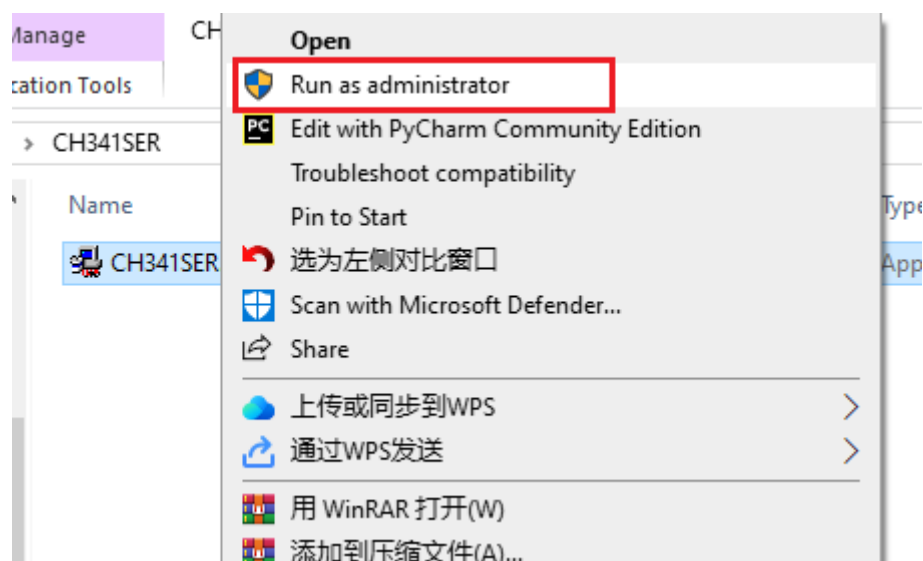 Manage
CH
Open
cation Tools
Run as administrator
CH341SER
PC
Edit with PyCharm Community Edition
Troubleshoot compatibility
Name
Pin to Start
Type
CH341SER
选为左侧对比窗口
App
Scan with Microsoft Defender...
Share
上传或同步到WPS
通过WPS发送
用 WinRAR 打开(W)
添加到压缩文件(A)...